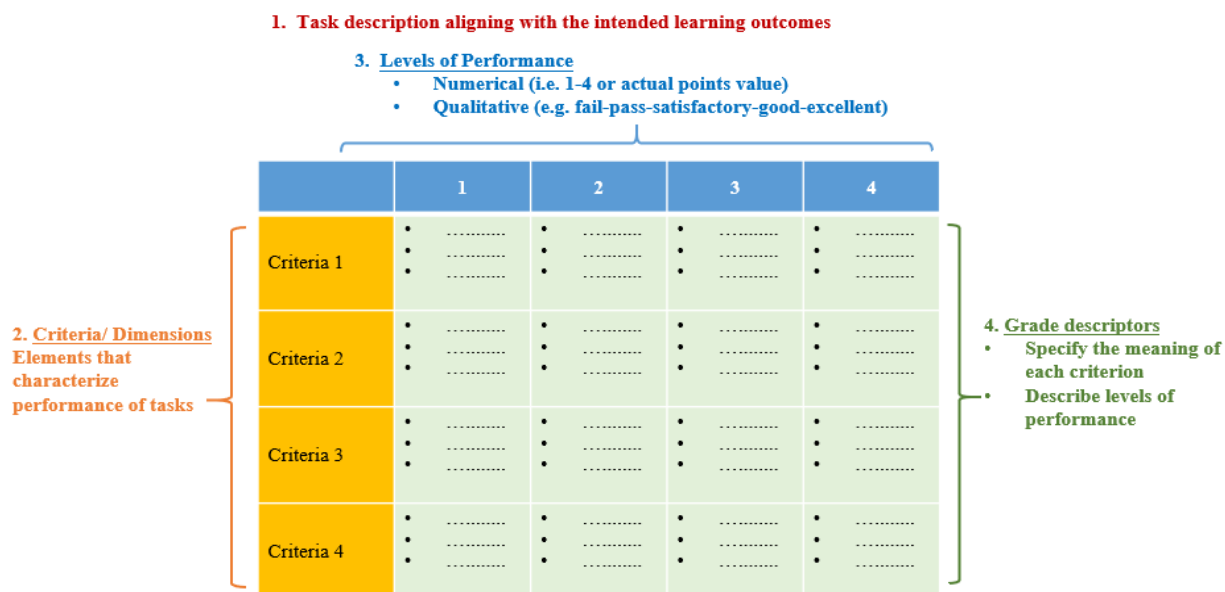 1. Task description aligning with the intended learning outcomes
3. Levels of Performance
• Numerical (i.e. 1-4 or actual points value)
• Qualitative (e.g. fail-pass-satisfactory-good-excellent)
1 2 3 4
Criteria 1
• ---------- • ---------- • ---------- • ----------
• ---------- • ---------- • ---------- • ----------
• ---------- • ---------- • ---------- • ----------
Criteria 2
• ---------- • ---------- • ---------- • ----------
• ---------- • ---------- • ---------- • ----------
• ---------- • ---------- • ---------- • ----------
Criteria 3
• ---------- • ---------- • ---------- • ----------
• ---------- • ---------- • ---------- • ----------
• ---------- • ---------- • ---------- • ----------
Criteria 4
• ---------- • ---------- • ---------- • ----------
• ---------- • ---------- • ---------- • ----------
• ---------- • ---------- • ---------- • ----------
2. Criteria/ Dimensions
Elements that
characterize
performance of tasks
4. Grade descriptors
• Specify the meaning of
each criterion
• Describe levels of
performance